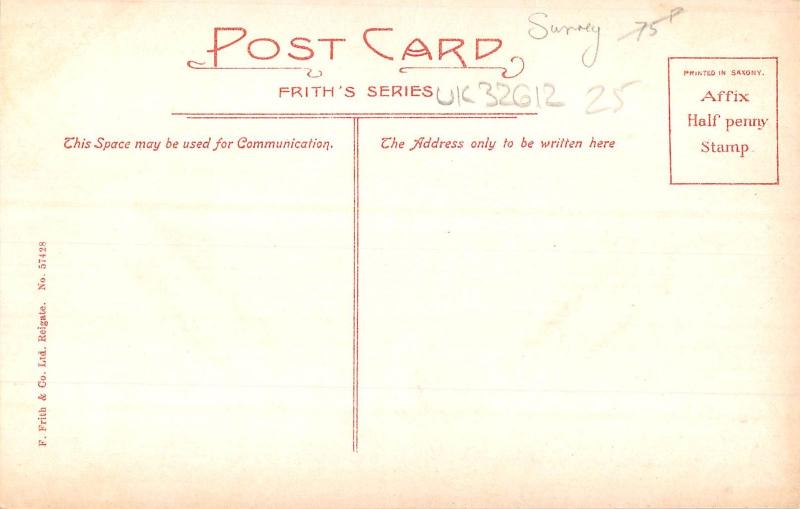 Surrey 75P
POST CARD
FRITH'S SERIES UK32612 25
PRINTED IN SAXONY.
Affix
Half penny
Stamp
This Space may be used for Communication.
The Address only to be written here
F. Frith & Co. Ltd. Reigate. No. 57428